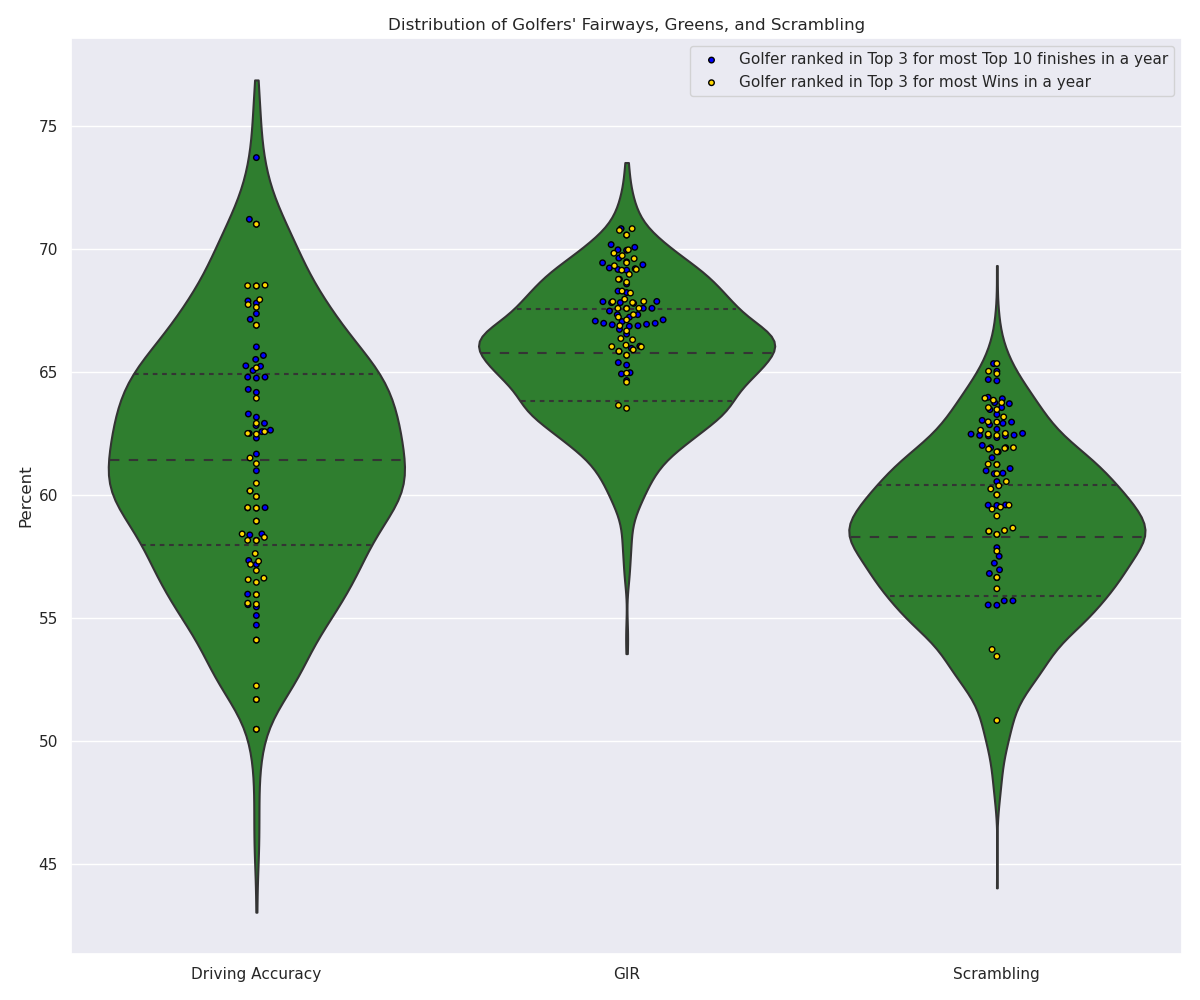 Distribution of Golfers' Fairways, Greens, and Scrambling
Golfer ranked in Top 3 for most Top 10 finishes in a year
Golfer ranked in Top 3 for most Wins in a year
75
70
65
60
55
50
45
Percent
Driving Accuracy
GIR
Scrambling